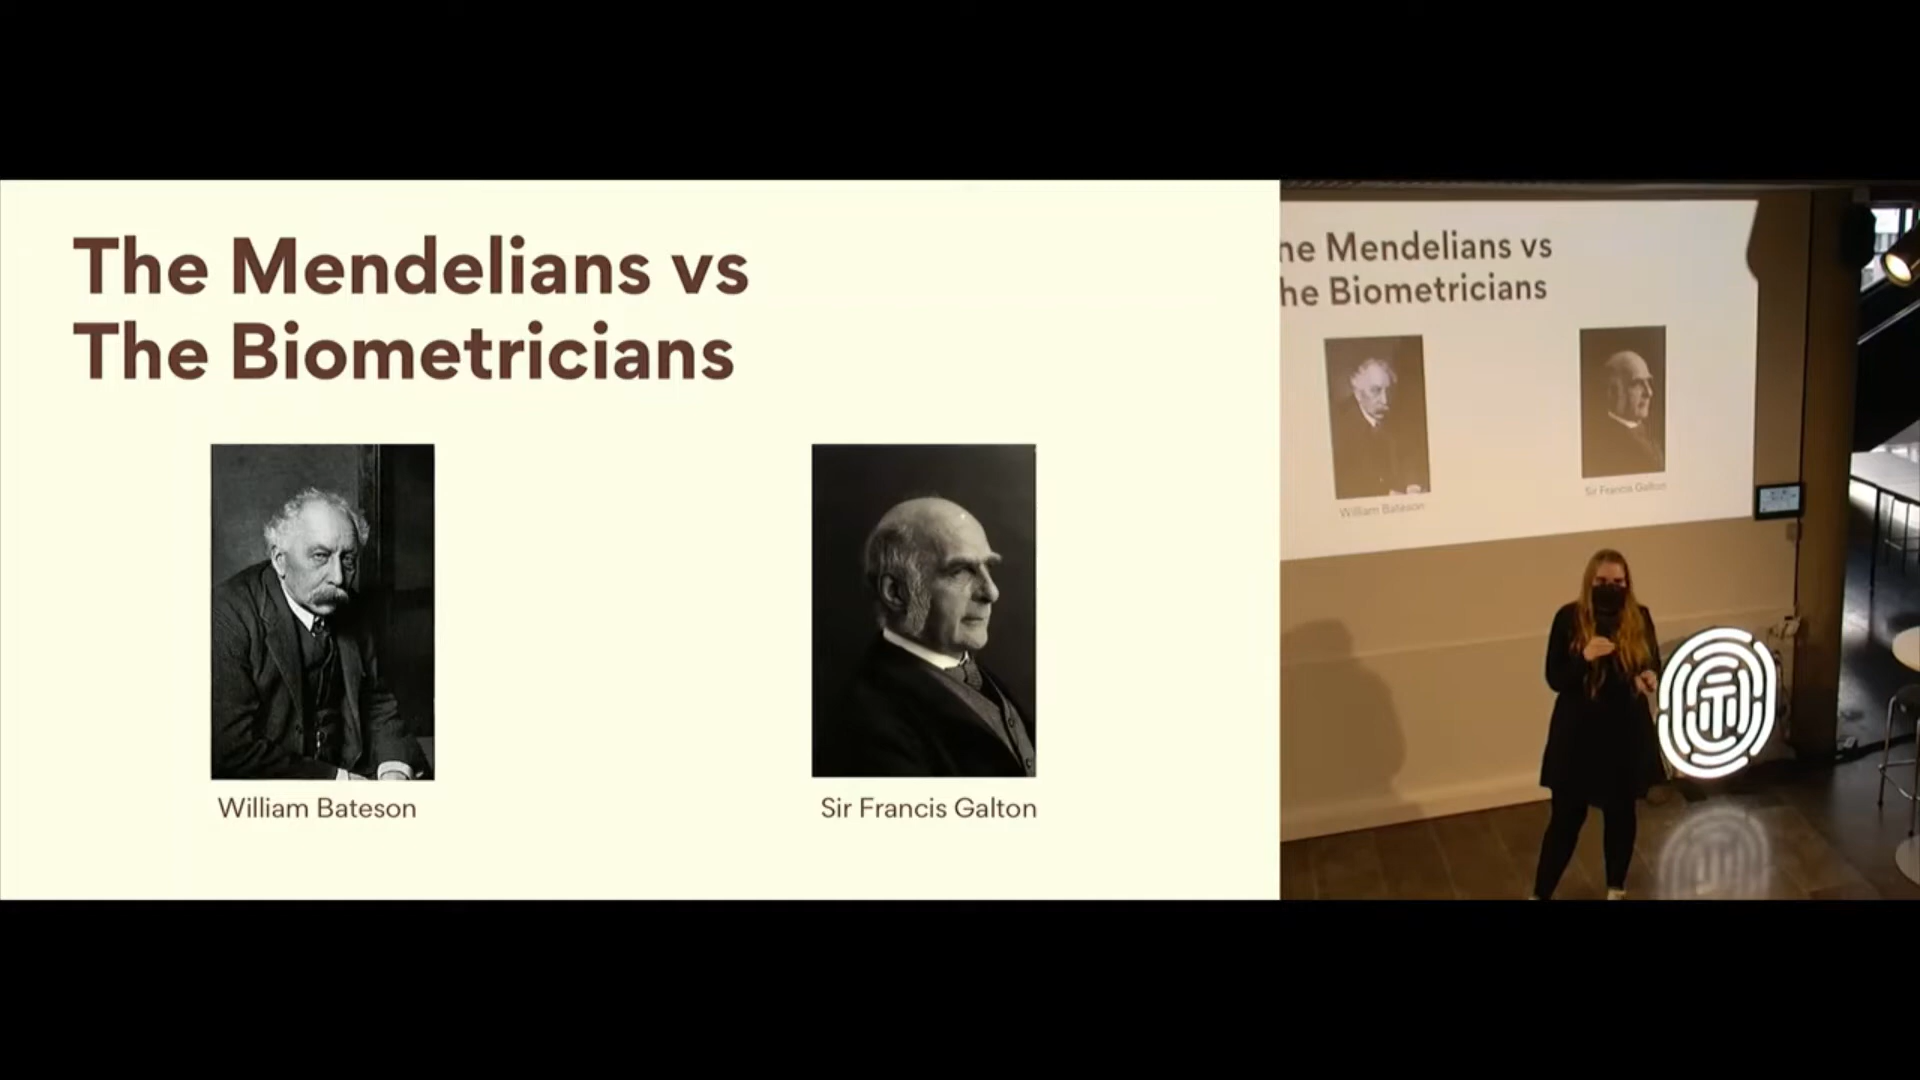 The Mendelians vs
The Biometricians
William Bateson
Sir Francis Galton
he Mendelians vs
he Biometricians
William Bateson
Sir Francis Galton